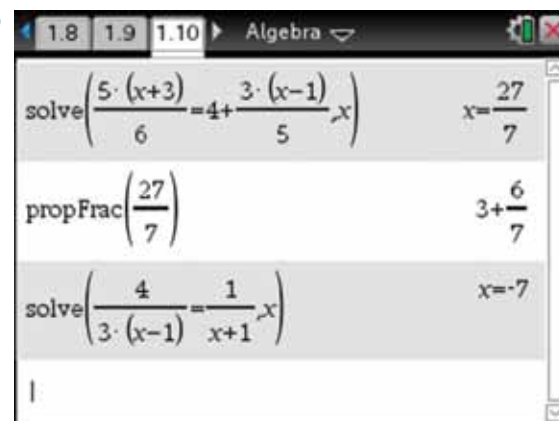 1.8 1.9 1.10 Algebra
solve(5·(x+3)/6=4+3·(x−1)/5,x) x=27/7
propFrac(27/7) 3+6/7
solve(4/3·(x−1)=1/x+1,x) x=-7